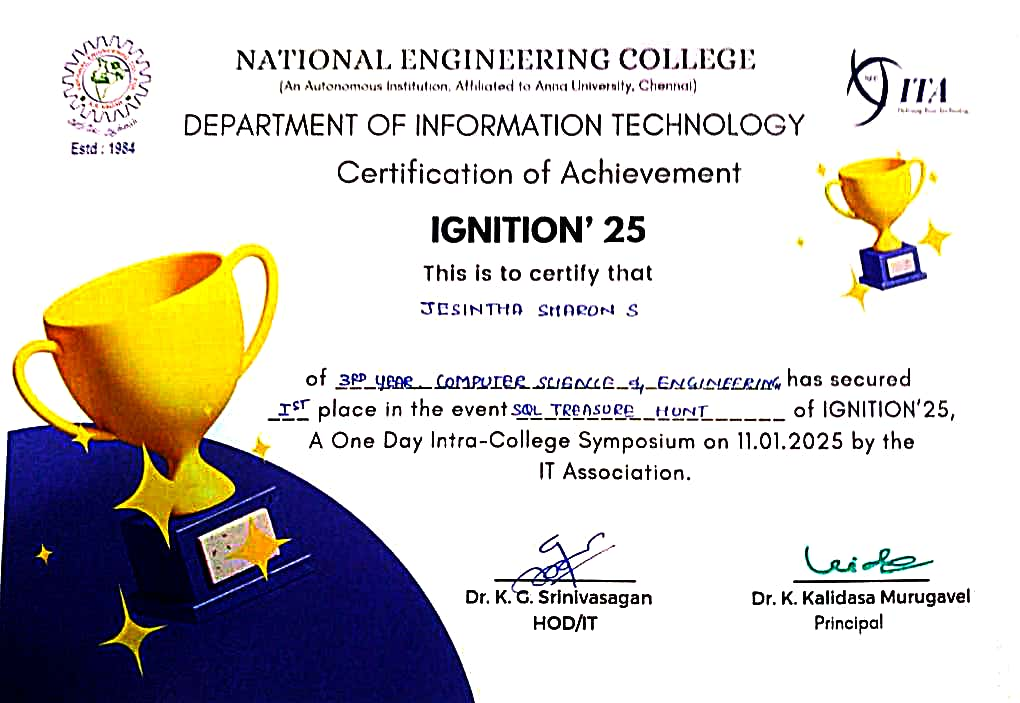 NATIONAL ENGINEERING COLLEGE
(An Autonomous Institution, Affiliated to Anna University, Chennai)
DEPARTMENT OF INFORMATION TECHNOLOGY
Estd : 1984
ITA
Certification of Achievement
IGNITION' 25
This is to certify that
JESINTHA SHARON S
of 3RD YEAR COMPUTER SCIENCE & ENGINEERING has secured
IST place in the event SQL TREASURE HUNT of IGNITION'25,
A One Day Intra-College Symposium on 11.01.2025 by the
IT Association.
Dr. K. G. Srinivasagan
HOD/IT
Dr. K. Kalidasa Murugavel
Principal